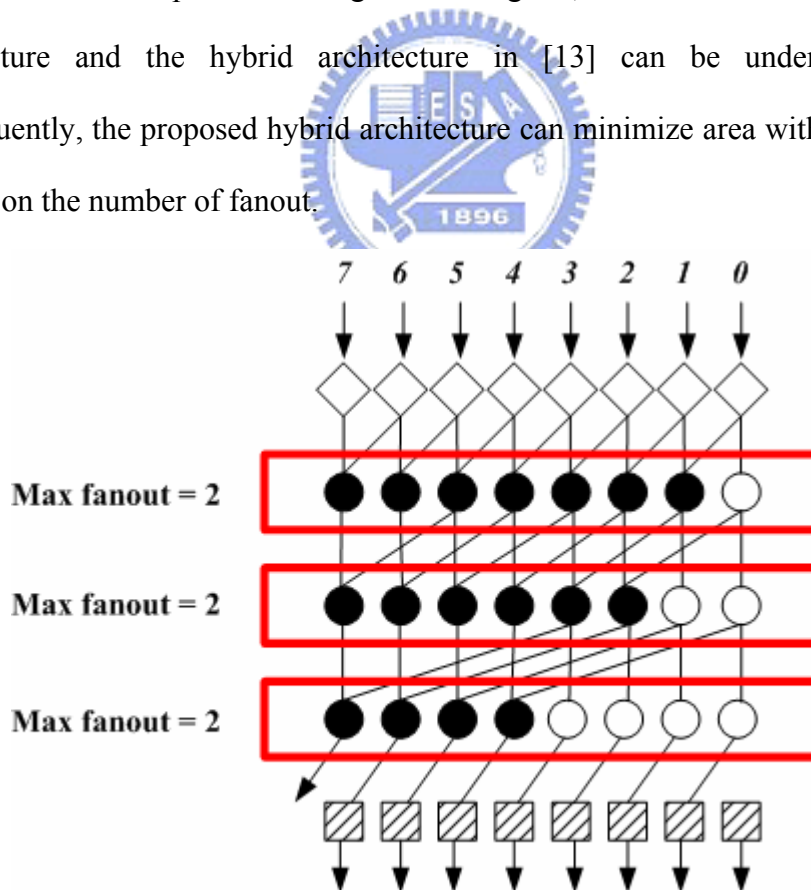 ture and the hybrid architecture in [13] can be under
uently, the proposed hybrid architecture can minimize area with
on the number of fanout.
E S A
1896
7 6 5 4 3 2 1 0
Max fanout = 2
Max fanout = 2
Max fanout = 2